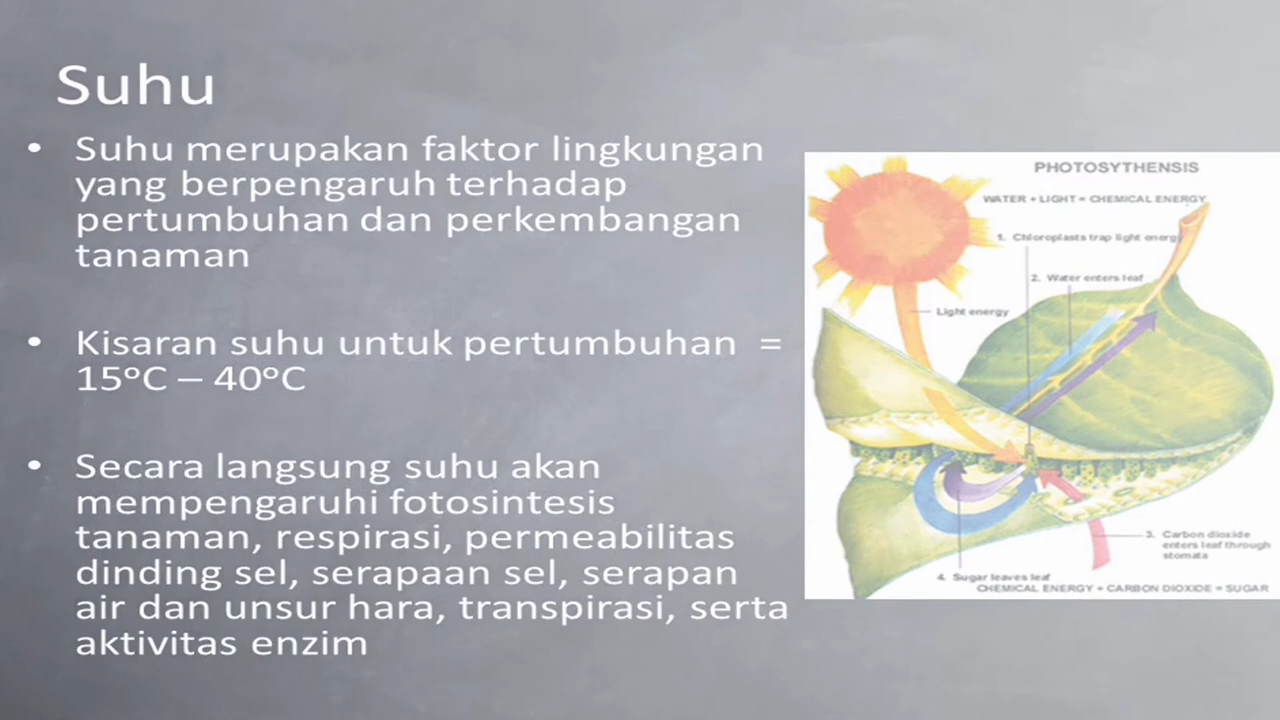 Suhu
• Suhu merupakan faktor lingkungan
yang berpengaruh terhadap
pertumbuhan dan perkembangan
tanaman
• Kisaran suhu untuk pertumbuhan =
15°C – 40°C
• Secara langsung suhu akan
mempengaruhi fotosintesis
tanaman, respirasi, permeabilitas
dinding sel, serapaan sel, serapan
air dan unsur hara, transpirasi, serta
aktivitas enzim
PHOTOSYTHENSIS
WATER + LIGHT = CHEMICAL ENERGY
1. Chloroplasts trap light energy
2. Water enters leaf
Light energy
3. Carbon dioxide
enters leaf through
stomata
4. Sugar leaves leaf
CHEMICAL ENERGY + CARBON DIOXIDE = SUGAR